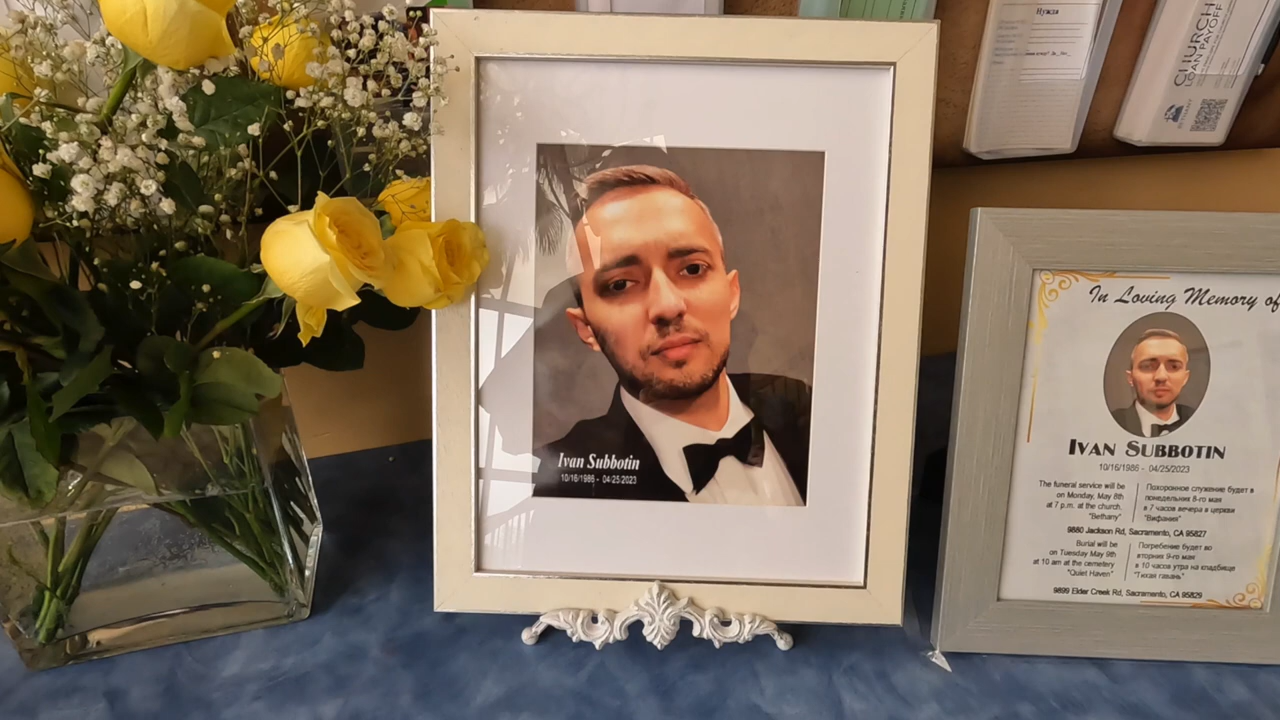 Нужда
CHURCH
LOAN PAYOFF
Ivan Subbotin
10/16/1986 - 04/25/2023
In Loving Memory of
IVAN SUBBOTIN
10/16/1986 - 04/25/2023
The funeral service will be
on Monday, May 8th
at 7 p.m. at the church,
"Bethany"
Похоронное служение будет в
понедельник 8-го мая
в 7 часов вечера в церкви
"Вифания"
9880 Jackson Rd, Sacramento, CA 95827
Burial will be
on Tuesday May 9th
at 10 am at the cemetery
"Quiet Haven"
Погребение будет во
вторник 9-го мая
в 10 часов утра на кладбище
"Тихая гавань"
9899 Elder Creek Rd, Sacramento, CA 95829